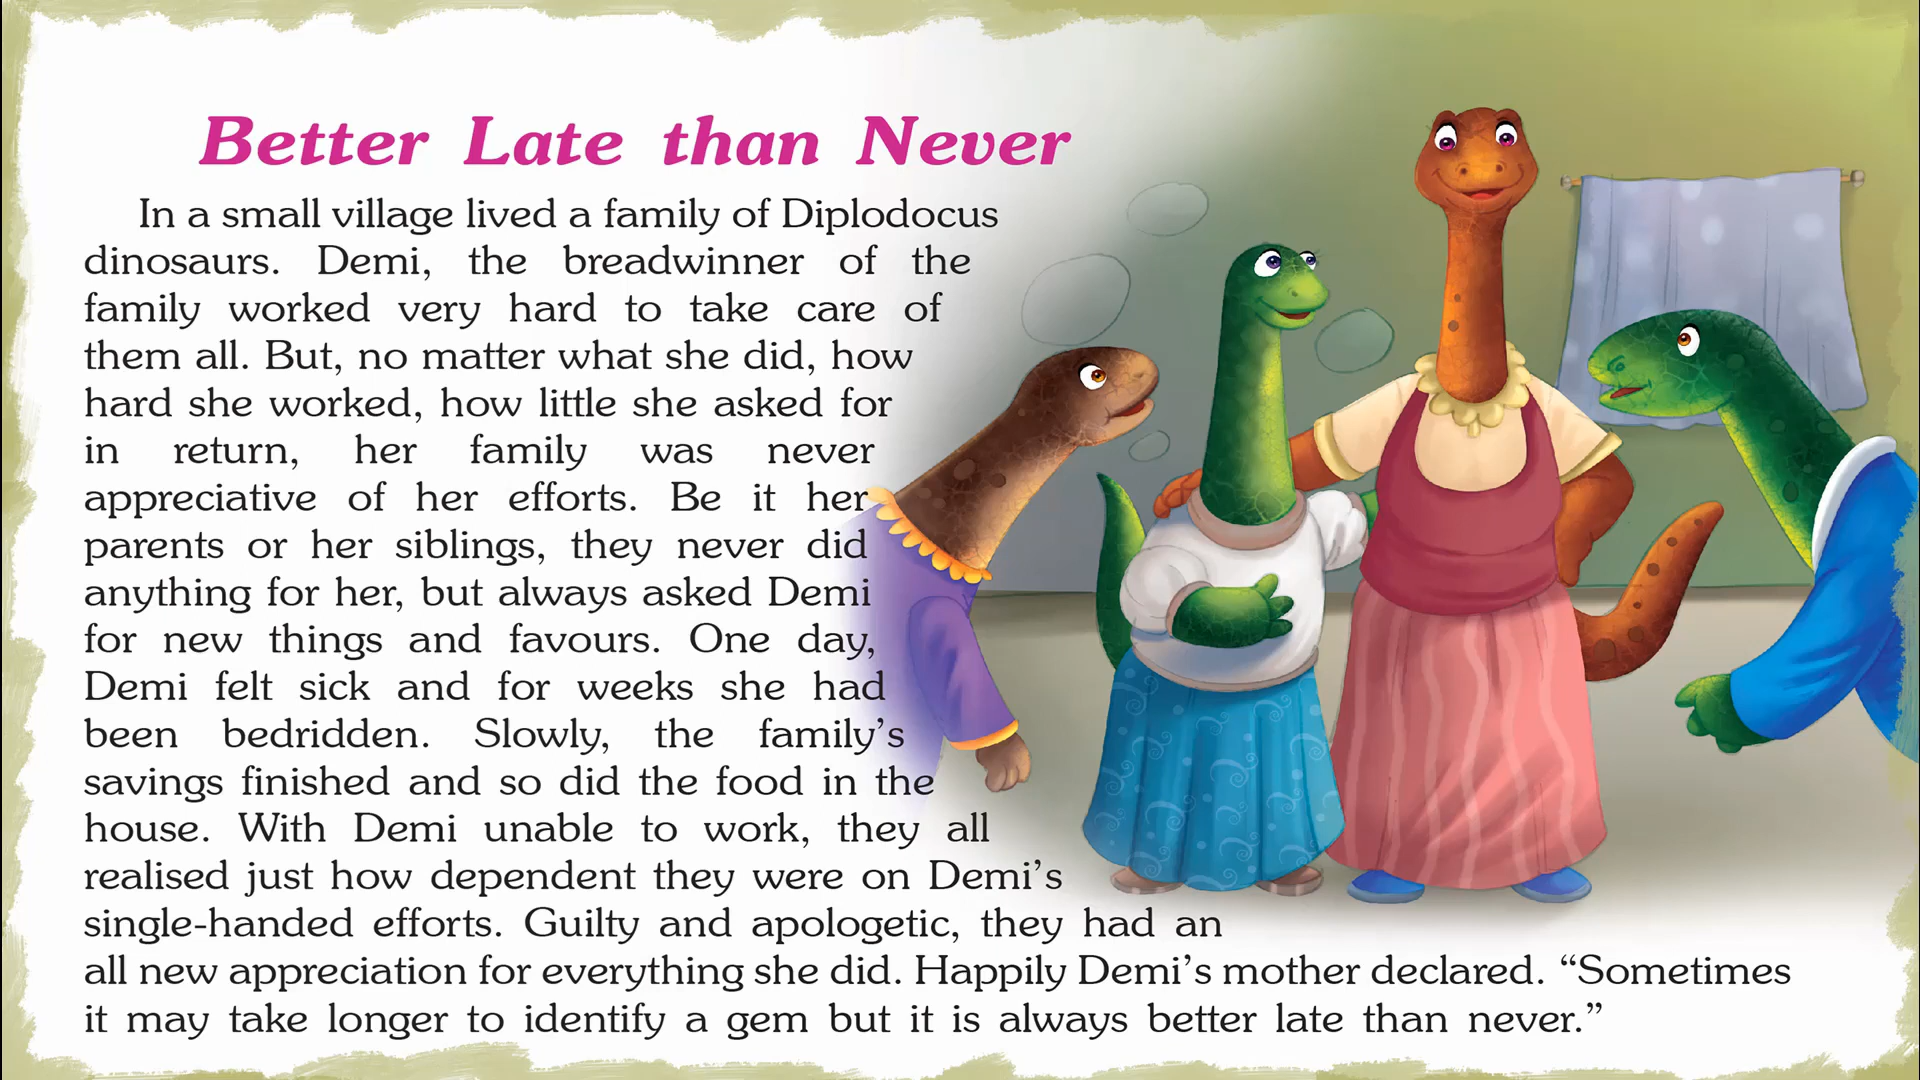 Better Late than Never
In a small village lived a family of Diplodocus
dinosaurs. Demi, the breadwinner of the
family worked very hard to take care of
them all. But, no matter what she did, how
hard she worked, how little she asked for
in return, her family was never
appreciative of her efforts. Be it her
parents or her siblings, they never did
anything for her, but always asked Demi
for new things and favours. One day,
Demi felt sick and for weeks she had
been bedridden. Slowly, the family’s
savings finished and so did the food in the
house. With Demi unable to work, they all
realised just how dependent they were on Demi’s
single-handed efforts. Guilty and apologetic, they had an
all new appreciation for everything she did. Happily Demi’s mother declared. “Sometimes
it may take longer to identify a gem but it is always better late than never.”